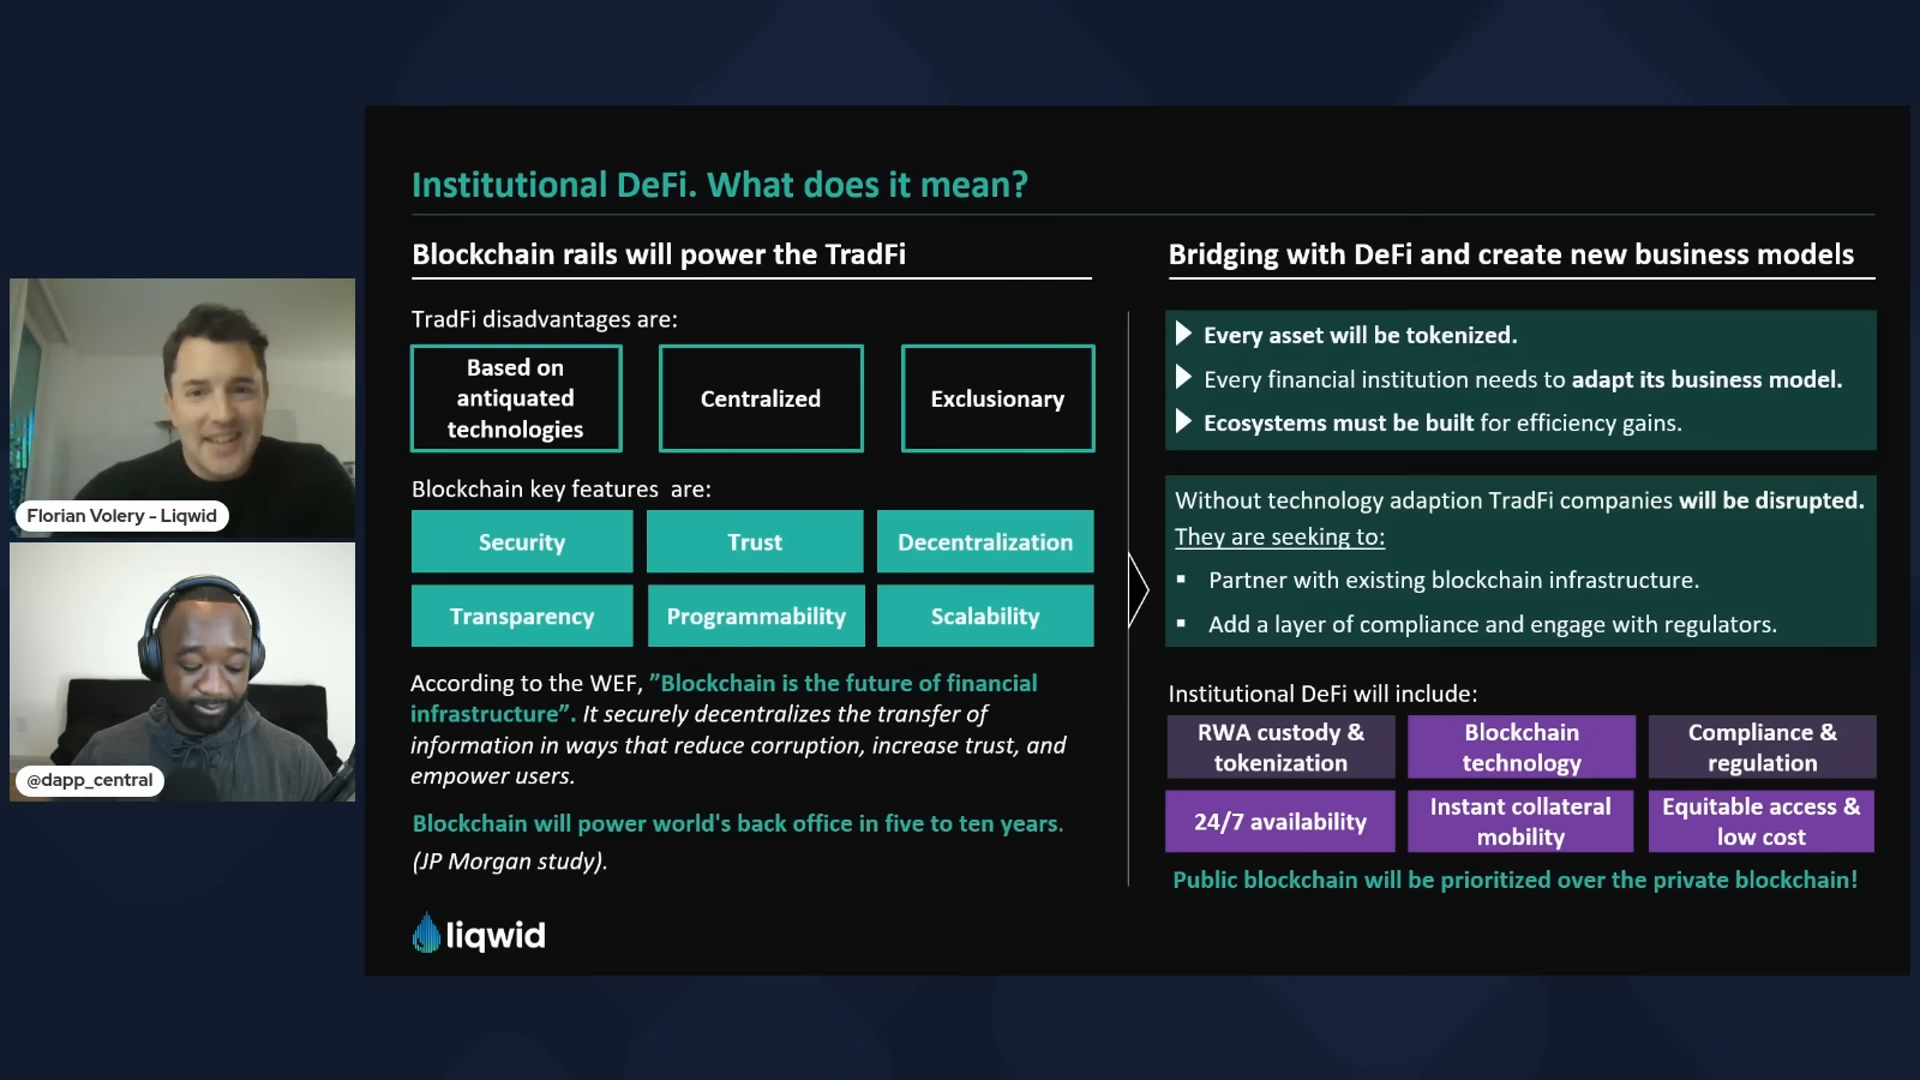 Institutional DeFi. What does it mean?
Blockchain rails will power the TradFi
TradFi disadvantages are:
Based on
antiquated
technologies
Centralized
Exclusionary
Blockchain key features  are:
Security
Trust
Decentralization
Transparency
Programmability
Scalability
According to the WEF, ”Blockchain is the future of financial
infrastructure”. It securely decentralizes the transfer of
information in ways that reduce corruption, increase trust, and
empower users.
Blockchain will power world's back office in five to ten years.
(JP Morgan study).
liqwid
Bridging with DeFi and create new business models
Every asset will be tokenized.
Every financial institution needs to adapt its business model.
Ecosystems must be built for efficiency gains.
Without technology adaption TradFi companies will be disrupted.
They are seeking to:
▪ Partner with existing blockchain infrastructure.
▪ Add a layer of compliance and engage with regulators.
Institutional DeFi will include:
RWA custody &
tokenization
Blockchain
technology
Compliance &
regulation
24/7 availability
Instant collateral
mobility
Equitable access &
low cost
Public blockchain will be prioritized over the private blockchain!
Florian Volery - Liqwid
@dapp_central